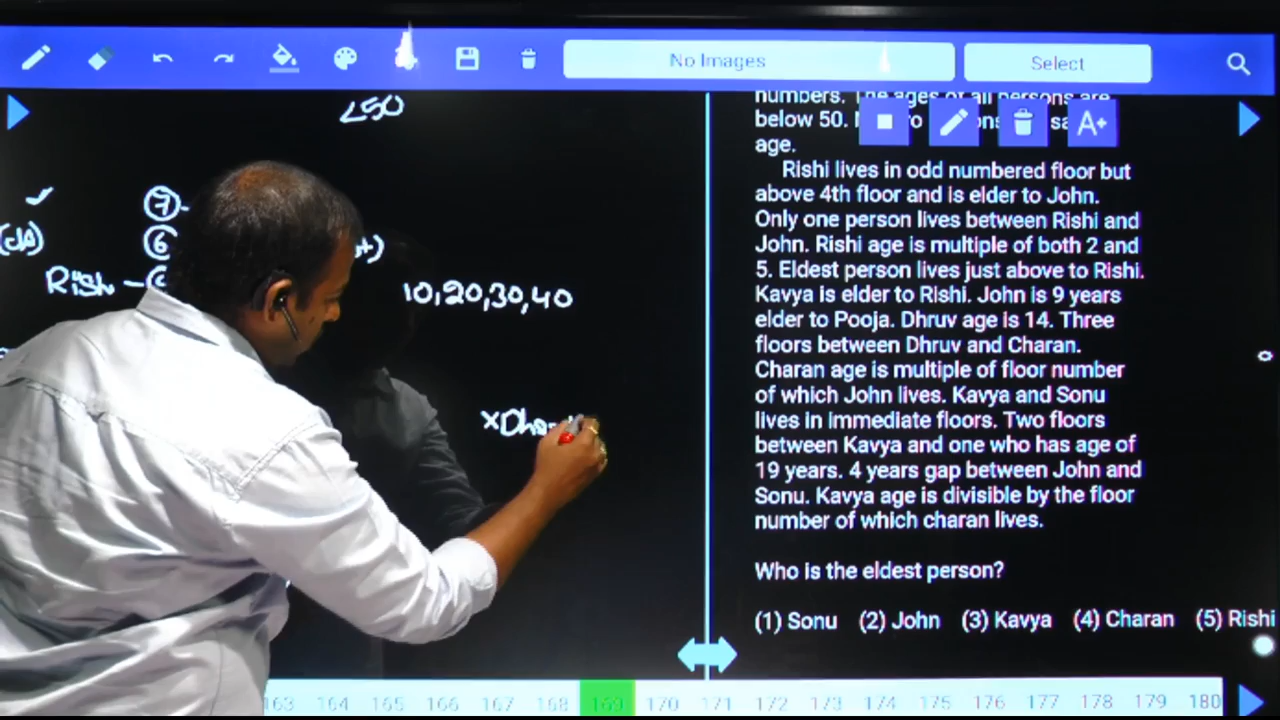 No Images
Select
<50
7
6
Rish -
10,20,30,40
numbers. The ages of all persons are
below 50.
age.
A+
Rishi lives in odd numbered floor but
above 4th floor and is elder to John.
Only one person lives between Rishi and
John. Rishi age is multiple of both 2 and
5. Eldest person lives just above to Rishi.
Kavya is elder to Rishi. John is 9 years
elder to Pooja. Dhruv age is 14. Three
floors between Dhruv and Charan.
Charan age is multiple of floor number
of which John lives. Kavya and Sonu
lives in immediate floors. Two floors
between Kavya and one who has age of
19 years. 4 years gap between John and
Sonu. Kavya age is divisible by the floor
number of which charan lives.
Who is the eldest person?
(1) Sonu (2) John (3) Kavya (4) Charan (5) Rishi
163 164 165 166 167 168 169 170 171 172 173 174 175 176 177 178 179 180